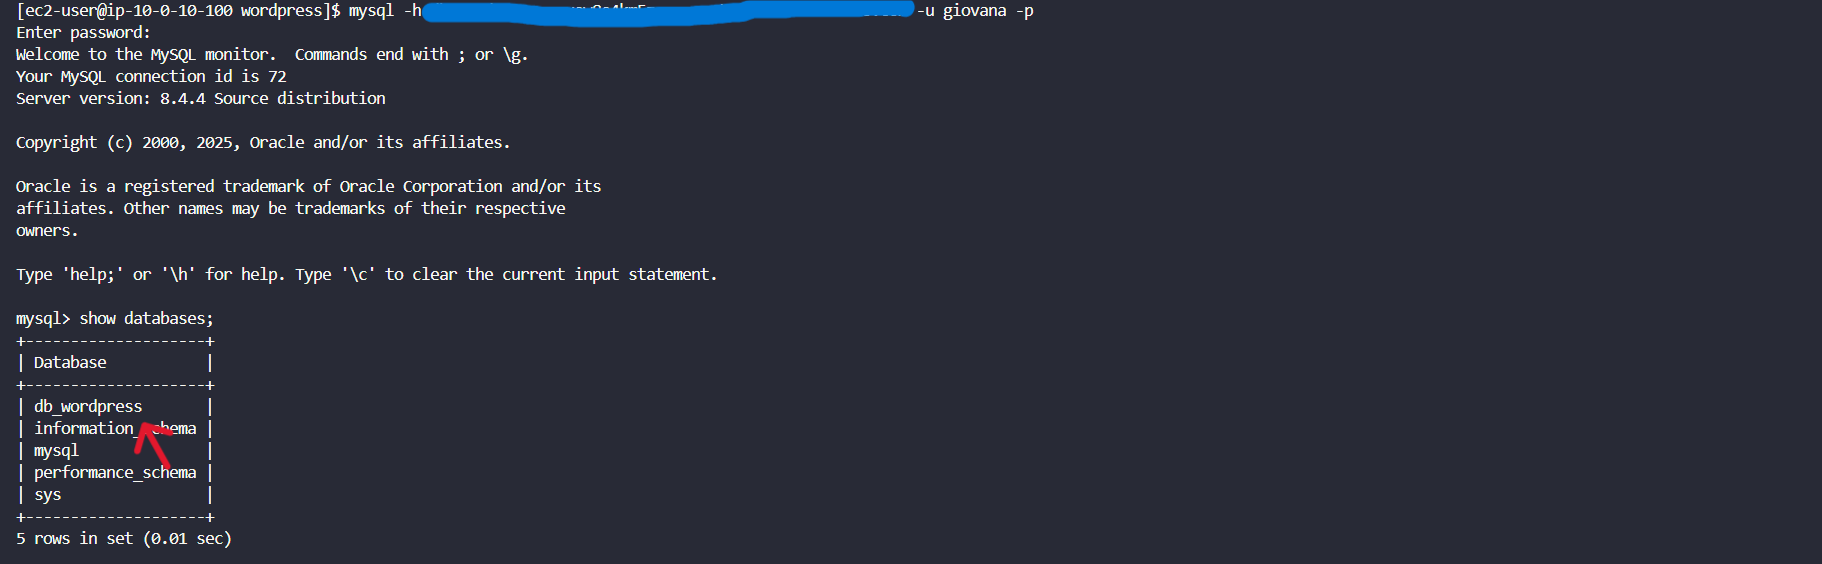 [ec2-user@ip-10-0-10-100 wordpress]$ mysql -h -u giovana -p
Enter password:
Welcome to the MySQL monitor.  Commands end with ; or \g.
Your MySQL connection id is 72
Server version: 8.4.4 Source distribution

Copyright (c) 2000, 2025, Oracle and/or its affiliates.

Oracle is a registered trademark of Oracle Corporation and/or its
affiliates. Other names may be trademarks of their respective
owners.

Type 'help;' or '\h' for help. Type '\c' to clear the current input statement.

mysql> show databases;
+--------------------+
| Database           |
+--------------------+
| db_wordpress       |
| information_schema |
| mysql              |
| performance_schema |
| sys                |
+--------------------+
5 rows in set (0.01 sec)